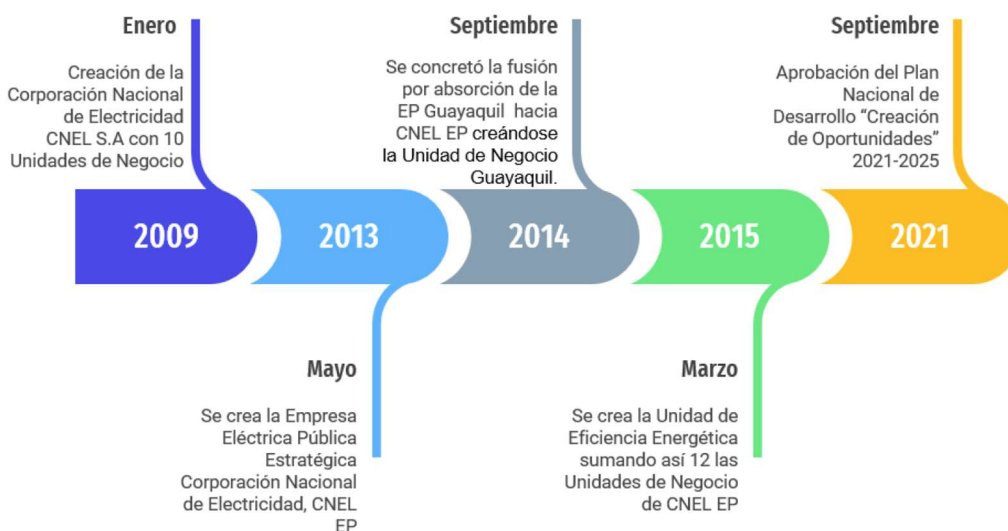 Enero
Creación de la
Corporación Nacional
de Electricidad
CNEL S.A con 10
Unidades de Negocio
Septiembre
Se concretó la fusión
por absorción de la
EP Guayaquil hacia
CNEL EP creándose
la Unidad de Negocio
Guayaquil.
Septiembre
Aprobación del Plan
Nacional de
Desarrollo “Creación
de Oportunidades”
2021-2025
2009
2013
2014
2015
2021
Mayo
Se crea la Empresa
Eléctrica Pública
Estratégica
Corporación Nacional
de Electricidad, CNEL
EP
Marzo
Se crea la Unidad de
Eficiencia Energética
sumando así 12 las
Unidades de Negocio
de CNEL EP